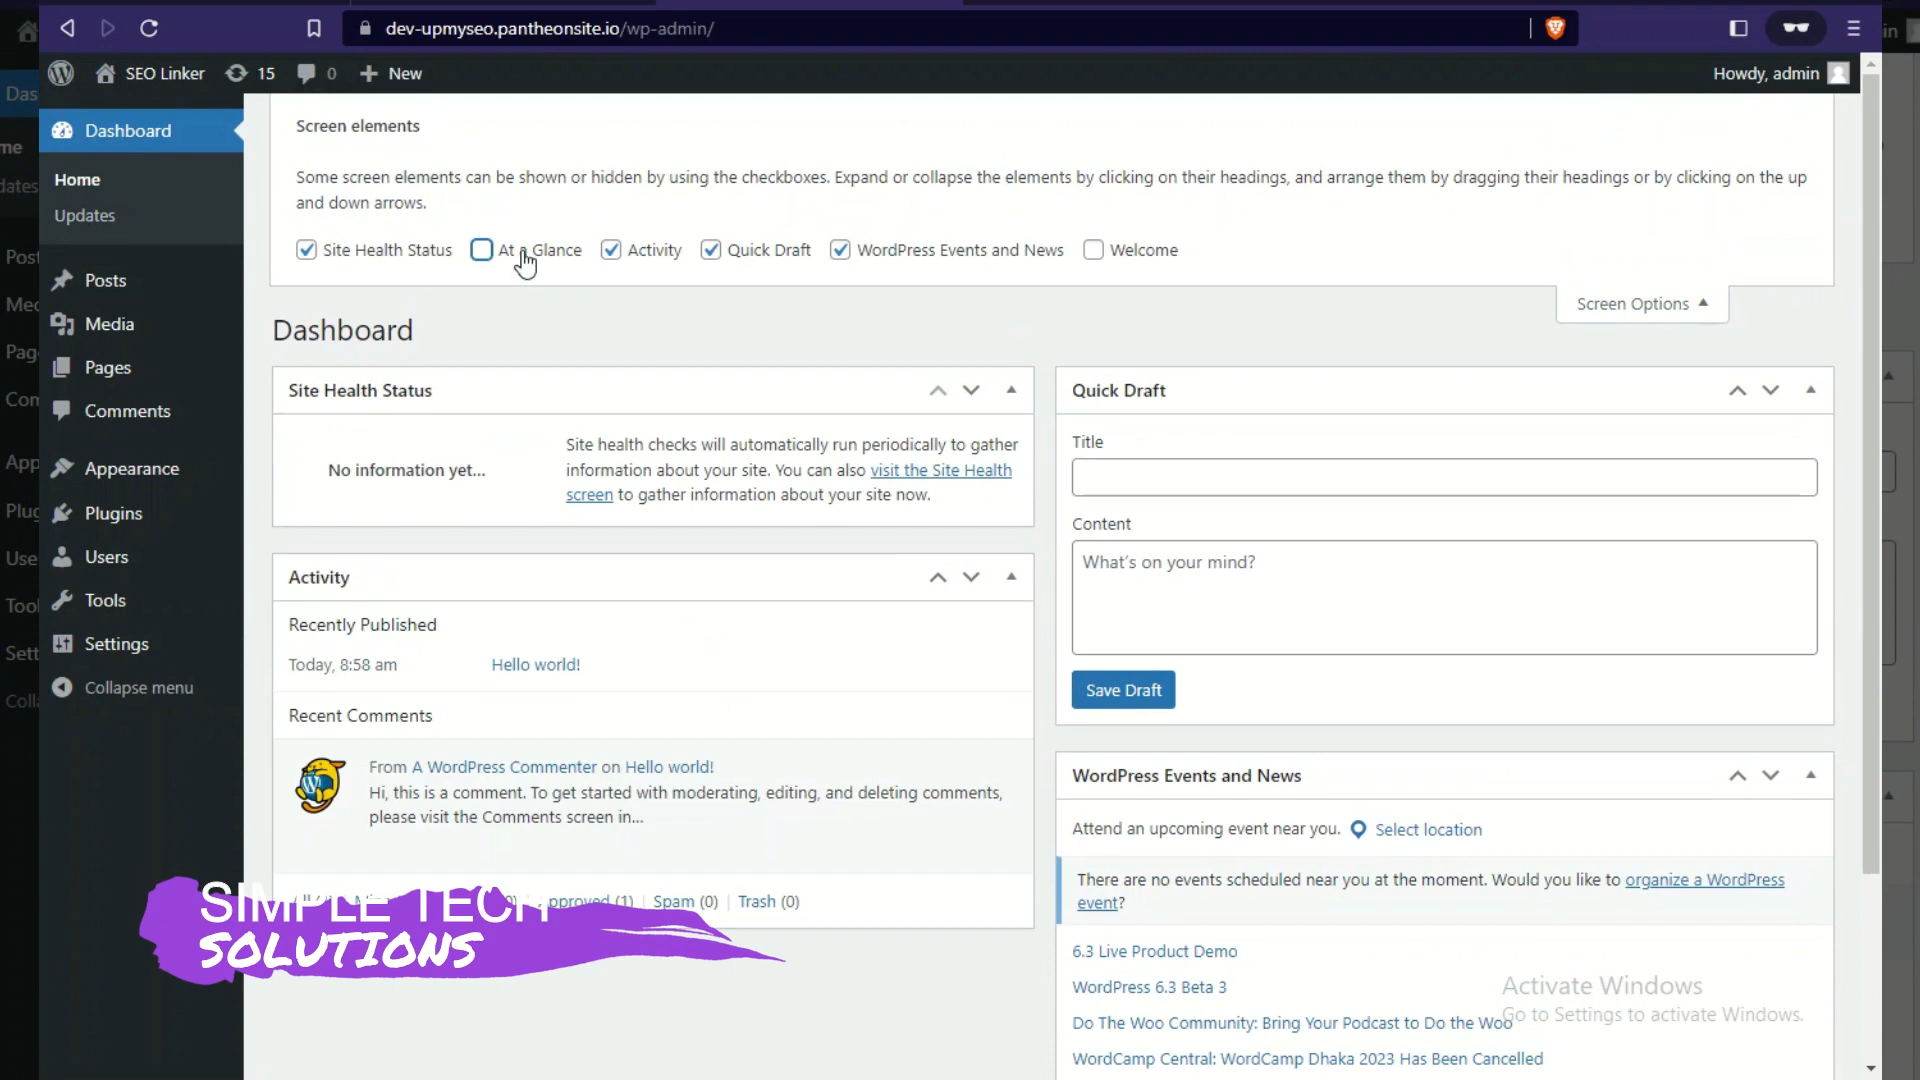 dev-upmyseo.pantheonsite.io/wp-admin/
SEO Linker 15 0 New Howdy, admin
Dashboard
Home
Updates
Posts
Media
Pages
Comments
Appearance
Plugins
Users
Tools
Settings
Collapse menu
Screen elements
Some screen elements can be shown or hidden by using the checkboxes. Expand or collapse the elements by clicking on their headings, and arrange them by dragging their headings or by clicking on the up
and down arrows.
Site Health Status At a Glance Activity Quick Draft WordPress Events and News Welcome
Screen Options
Dashboard
Site Health Status
No information yet...
Site health checks will automatically run periodically to gather
information about your site. You can also visit the Site Health
screen to gather information about your site now.
Activity
Recently Published
Today, 8:58 am Hello world!
Recent Comments
From A WordPress Commenter on Hello world!
Hi, this is a comment. To get started with moderating, editing, and deleting comments,
please visit the Comments screen in...
Approved (1) | Spam (0) | Trash (0)
SIMPLE TECH
SOLUTIONS
Quick Draft
Title
Content
What's on your mind?
Save Draft
WordPress Events and News
Attend an upcoming event near you. Select location
There are no events scheduled near you at the moment. Would you like to organize a WordPress
event?
6.3 Live Product Demo
WordPress 6.3 Beta 3
Do The Woo Community: Bring Your Podcast to Do the Woo
WordCamp Central: WordCamp Dhaka 2023 Has Been Cancelled
Activate Windows
Go to Settings to activate Windows.